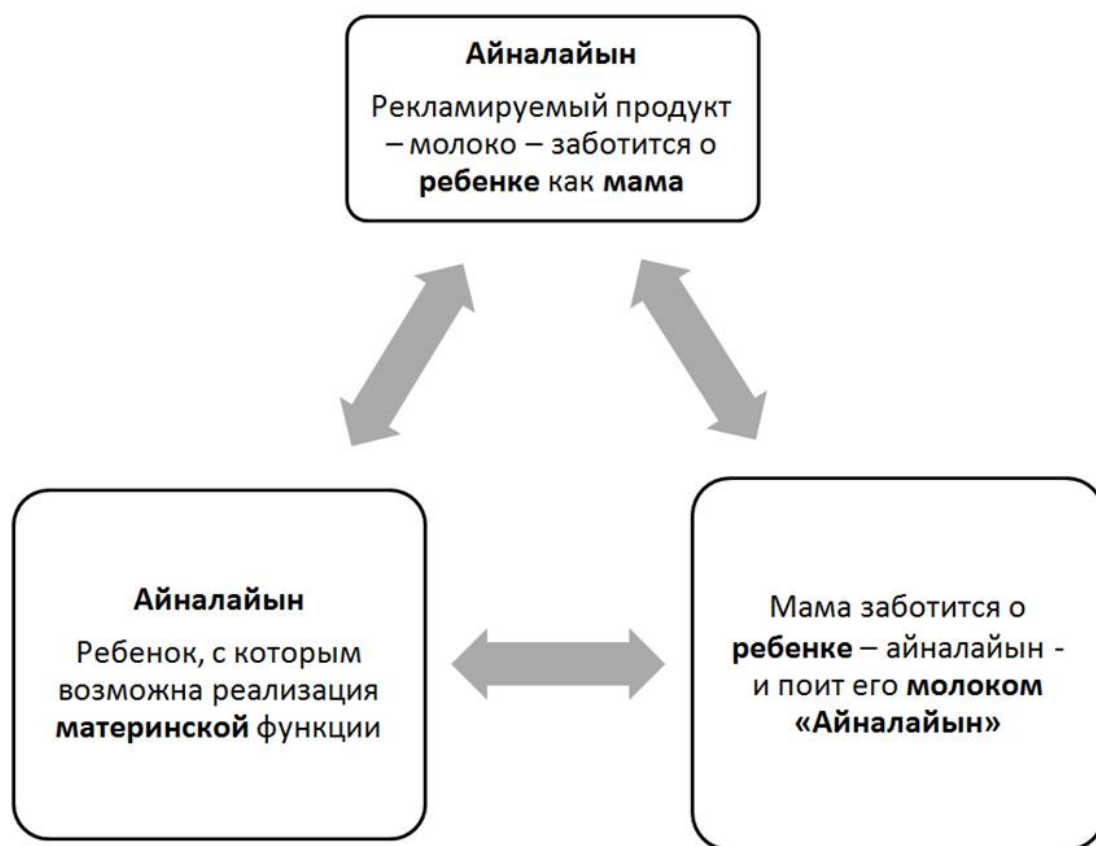 Айналайын
Рекламируемый продукт
– молоко – заботится о
ребенке как мама
Айналайын
Ребенок, с которым
возможна реализация
материнской функции
Мама заботится о
ребенке – айналайын -
и поит его молоком
«Айналайын»